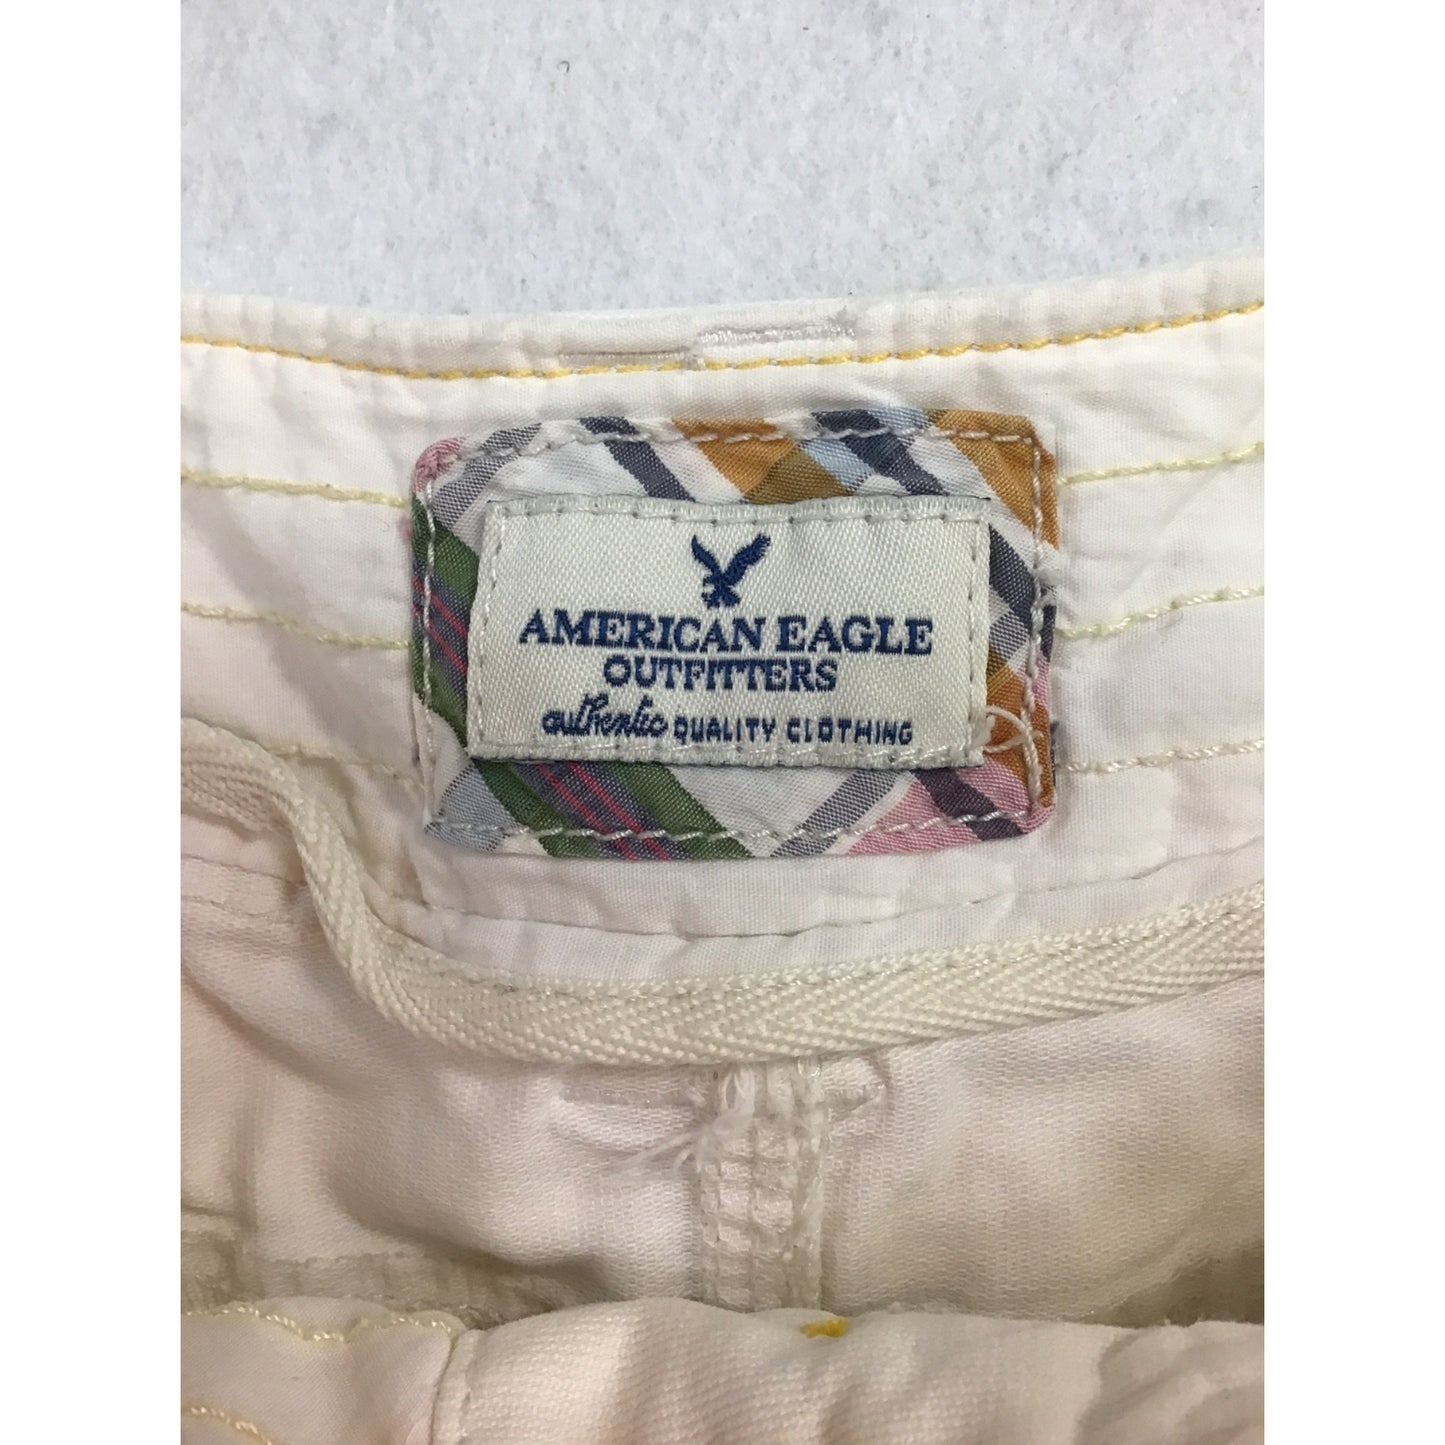 AMERICAN EAGLE
OUTFITTERS
authentic QUALITY CLOTHING